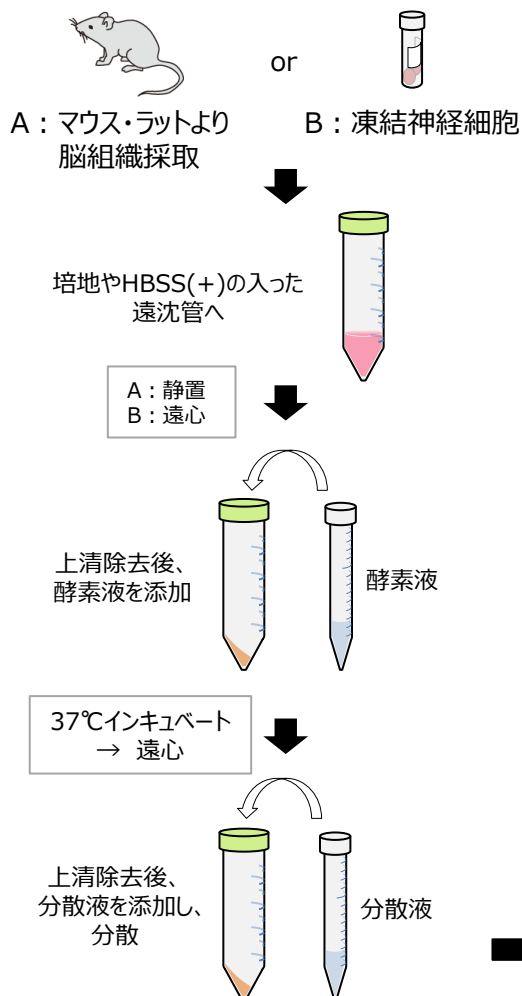 or
A：マウス・ラットより
脳組織採取
B：凍結神経細胞
培地やHBSS(+)の入った
遠沈管へ
A：静置
B：遠心
上清除去後、
酵素液を添加
酵素液
37℃インキュベート
→ 遠心
上清除去後、
分散液を添加し、
分散
分散液